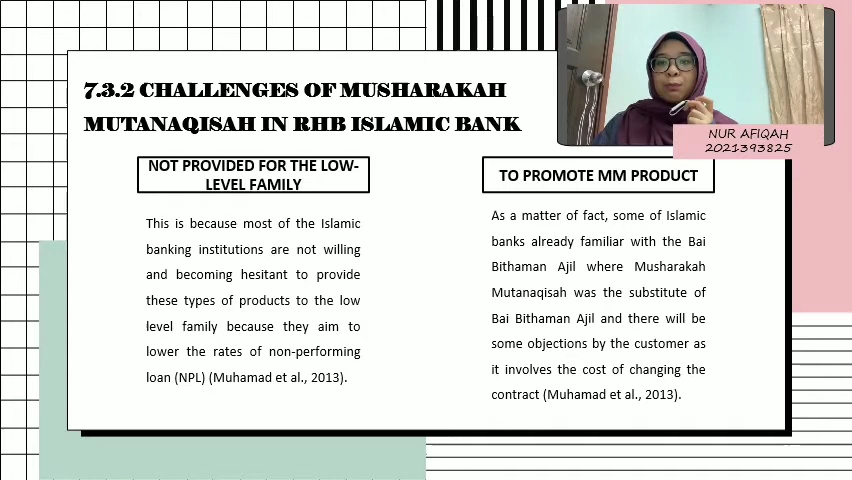 7.3.2 CHALLENGES OF MUSHARAKAH
MUTANAQISAH IN RHB ISLAMIC BANK
NUR AFIQAH
2021393825
NOT PROVIDED FOR THE LOW-
LEVEL FAMILY
This is because most of the Islamic
banking institutions are not willing
and becoming hesitant to provide
these types of products to the low
level family because they aim to
lower the rates of non-performing
loan (NPL) (Muhamad et al., 2013).
TO PROMOTE MM PRODUCT
As a matter of fact, some of Islamic
banks already familiar with the Bai
Bithaman Ajil where Musharakah
Mutanaqisah was the substitute of
Bai Bithaman Ajil and there will be
some objections by the customer as
it involves the cost of changing the
contract (Muhamad et al., 2013).